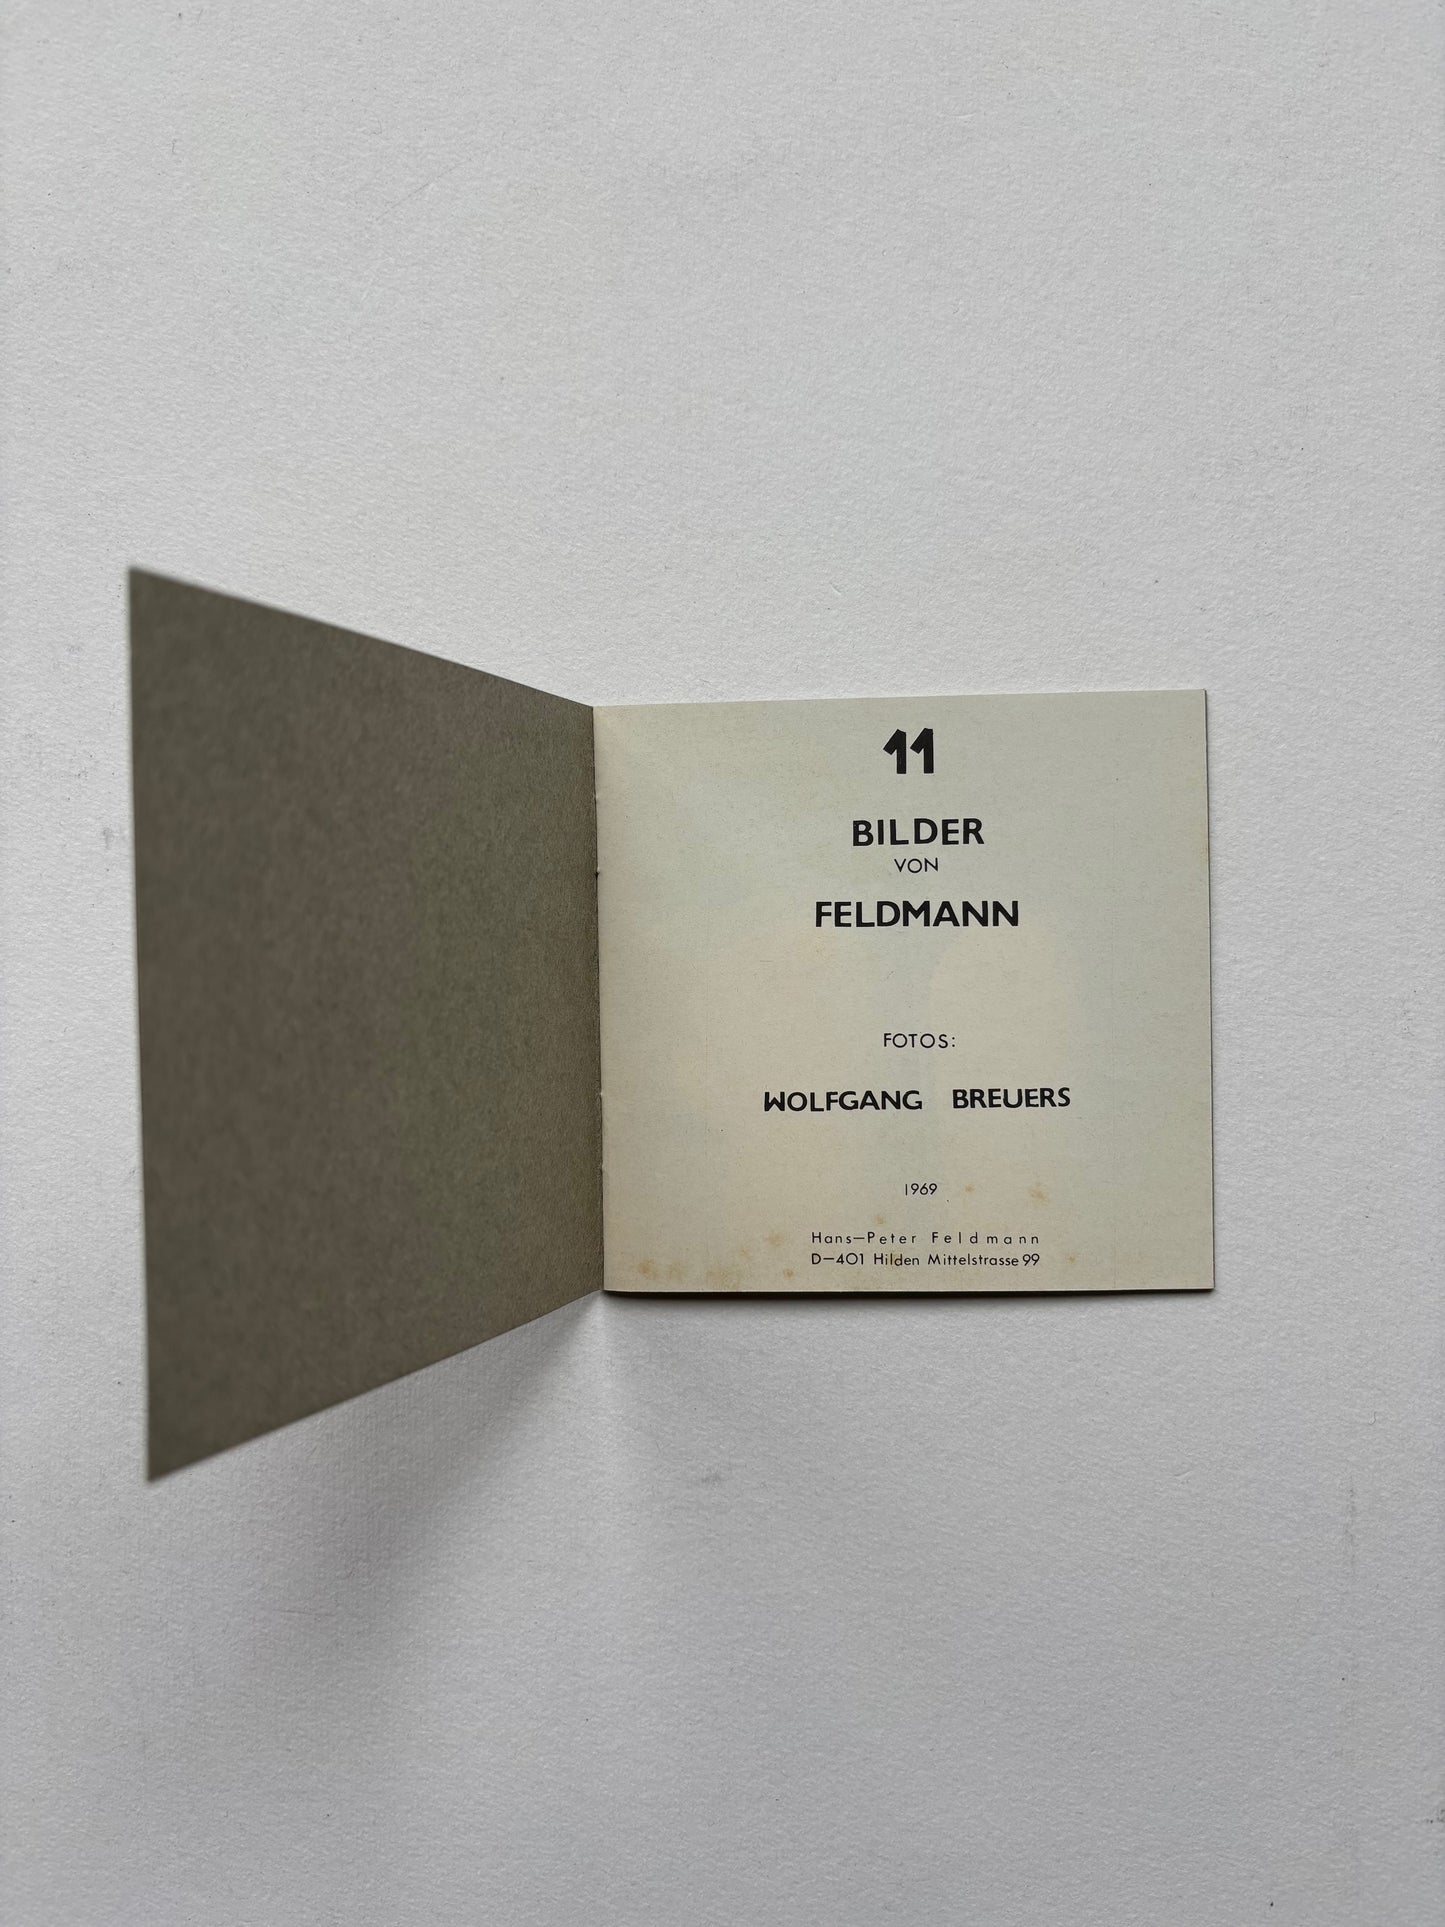 11
BILDER
VON
FELDMANN
FOTOS:
WOLFGANG BREUERS
1969
Hans–Peter Feldmann
D–401 Hilden Mittelstrasse 99